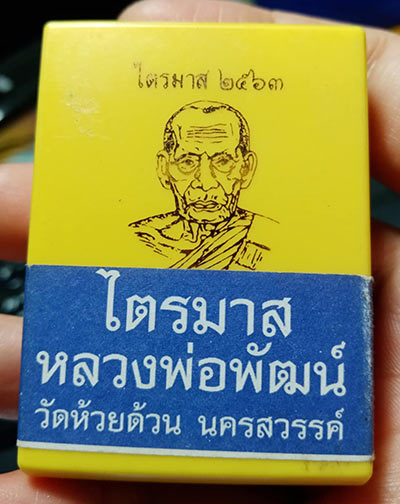 ไตรมาส ๒๕๖๓
ไตรมาส
หลวงพ่อพัฒน์
วัดห้วยด้วน นครสวรรค์